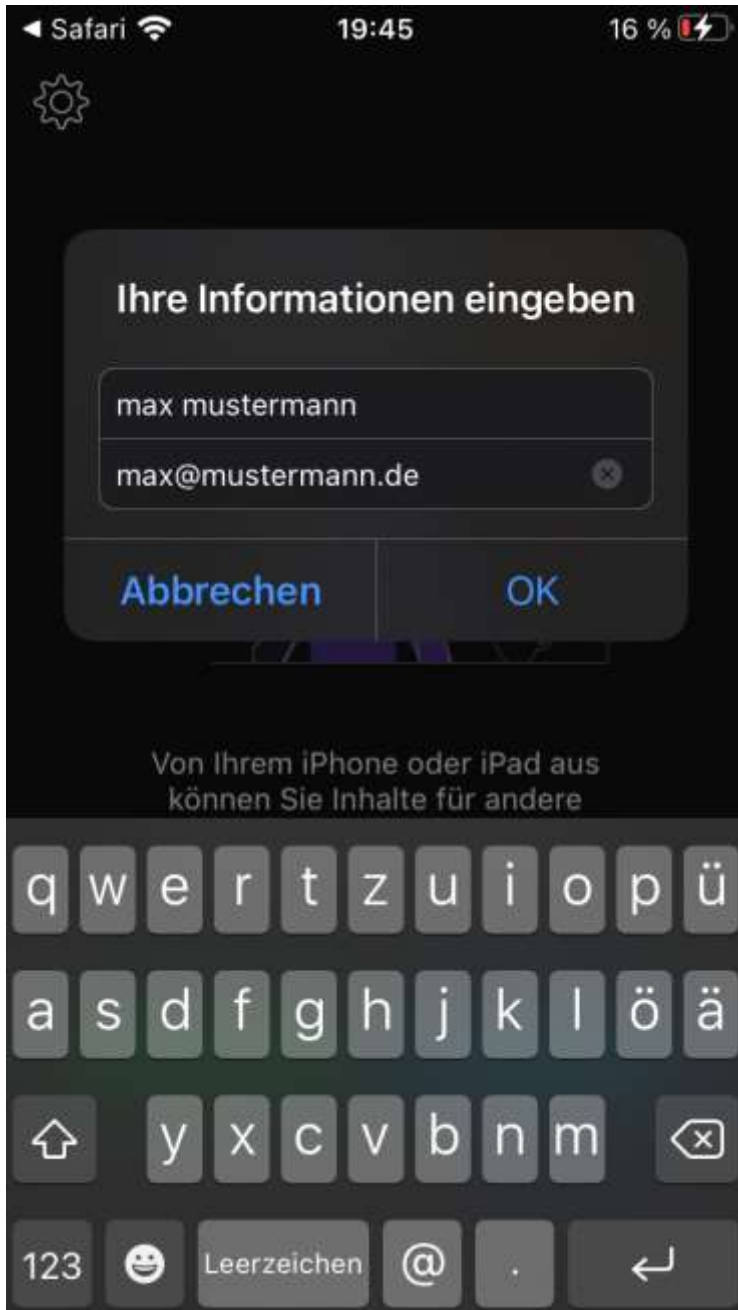 ◀ Safari 19:45 16 %
Ihre Informationen eingeben
max mustermann
max@mustermann.de
Abbrechen OK
Von Ihrem iPhone oder iPad aus
können Sie Inhalte für andere
q w e r t z u i o p ü
a s d f g h j k l ö ä
y x c v b n m
123 Leerzeichen @ .